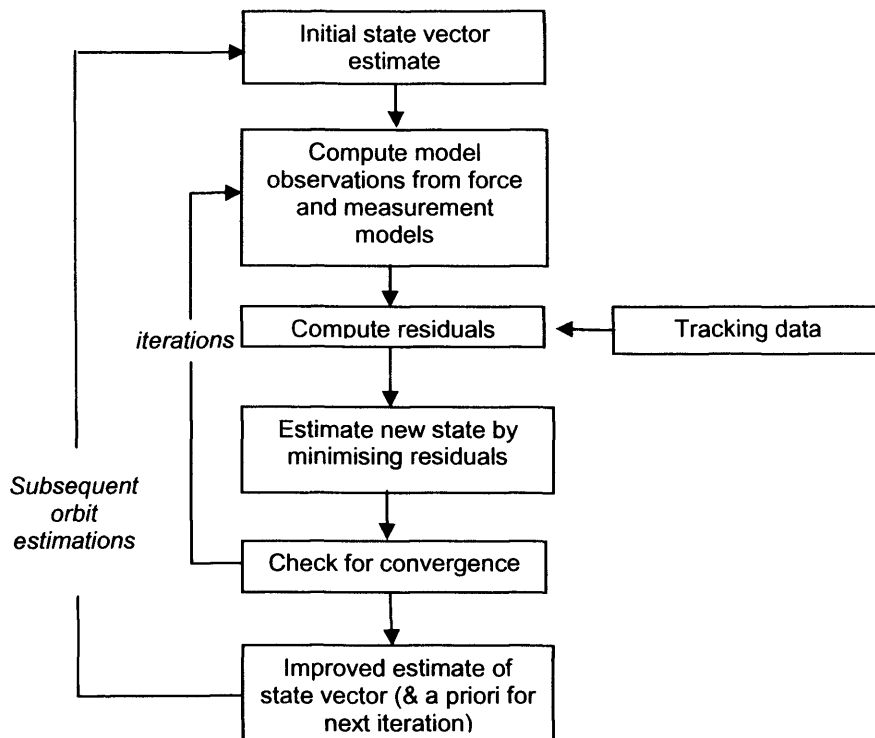 Initial state vector
estimate
Compute model
observations from force
and measurement
models
iterations
Compute residuals
Tracking data
Estimate new state by
minimising residuals
Subsequent
orbit
estimations
Check for convergence
Improved estimate of
state vector (& a priori for
next iteration)